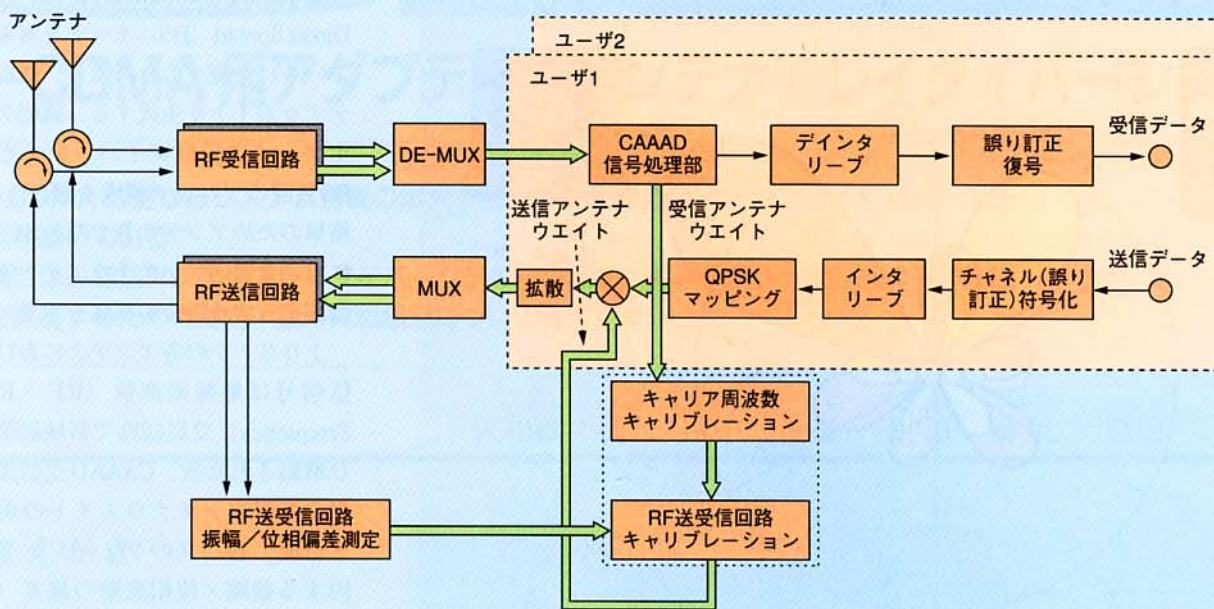 アンテナ
ユーザ2
ユーザ1
RF受信回路
DE-MUX
CAAAD
信号処理部
デインタ
リーブ
誤り訂正
復号
受信データ
送信アンテナ
ウエイト
受信アンテナ
ウエイト
RF送信回路
MUX
拡散
QPSK
マッピング
インタ
リーブ
チャネル(誤り
訂正)符号化
送信データ
キャリア周波数
キャリブレーション
RF送受信回路
振幅/位相偏差測定
RF送受信回路
キャリブレーション